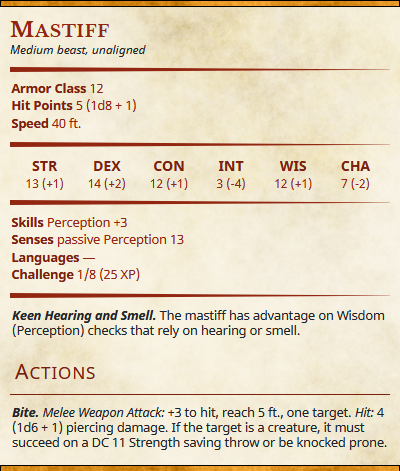 MASTIFF
Medium beast, unaligned
Armor Class 12
Hit Points 5 (1d8 + 1)
Speed 40 ft.
STR DEX CON INT WIS CHA
13 (+1) 14 (+2) 12 (+1) 3 (-4) 12 (+1) 7 (-2)
Skills Perception +3
Senses passive Perception 13
Languages —
Challenge 1/8 (25 XP)
Keen Hearing and Smell. The mastiff has advantage on Wisdom
(Perception) checks that rely on hearing or smell.
ACTIONS
Bite. Melee Weapon Attack: +3 to hit, reach 5 ft., one target. Hit: 4
(1d6 + 1) piercing damage. If the target is a creature, it must
succeed on a DC 11 Strength saving throw or be knocked prone.